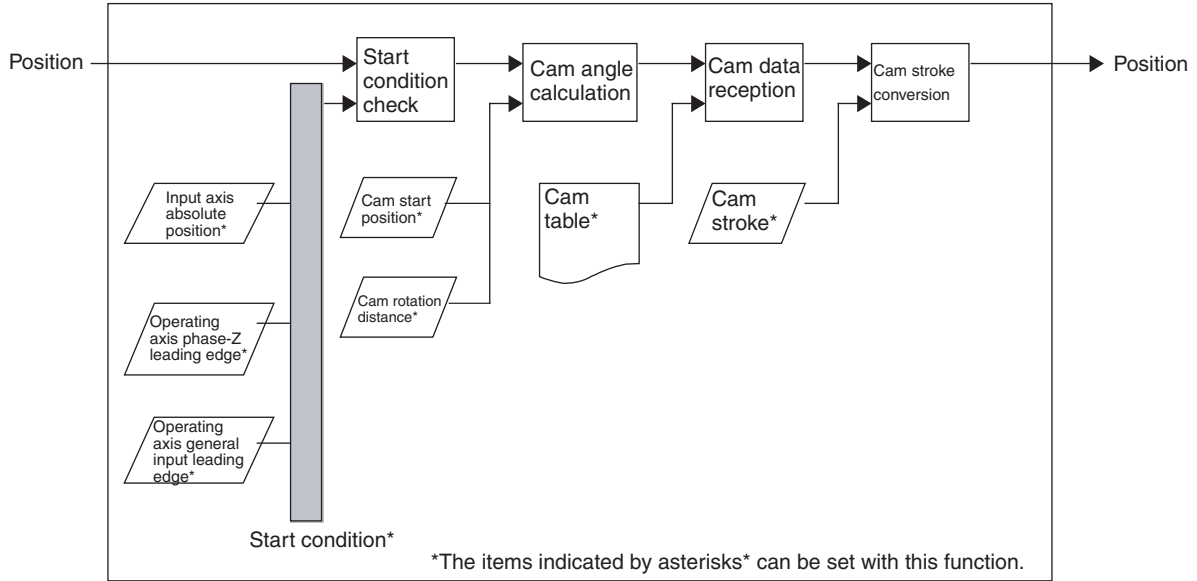 Position
Start
condition
check
Cam angle
calculation
Cam data
reception
Cam stroke
conversion
Position
Input axis
absolute
position*
Cam start
position*
Cam
table*
Cam
stroke*
Operating
axis phase-Z
leading edge*
Cam rotation
distance*
Operating
axis general
input leading
edge*
Start condition*
*The items indicated by asterisks* can be set with this function.